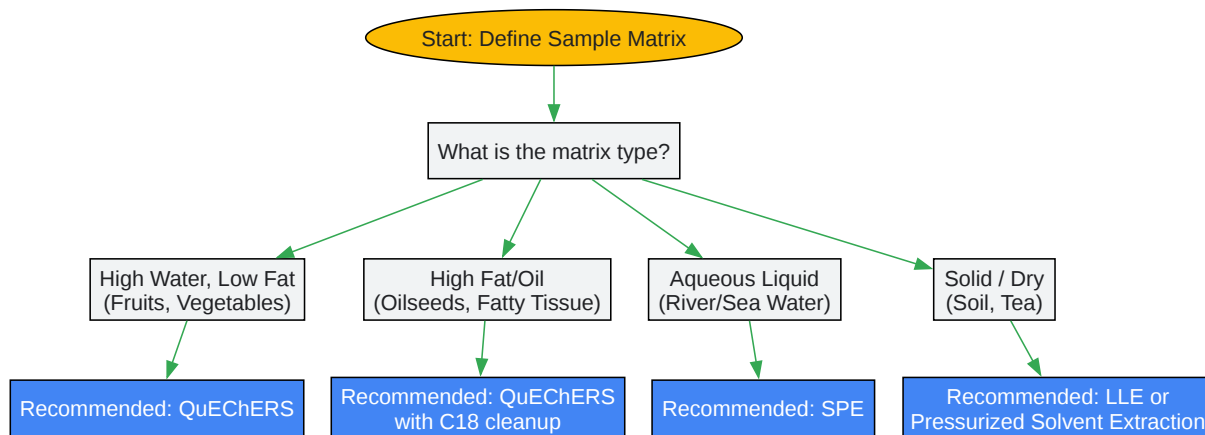 Start: Define Sample Matrix
What is the matrix type?
High Water, Low Fat
(Fruits, Vegetables)
High Fat/Oil
(Oilseeds, Fatty Tissue)
Aqueous Liquid
(River/Sea Water)
Solid / Dry
(Soil, Tea)
Recommended: QuEChERS
Recommended: QuEChERS
with C18 cleanup
Recommended: SPE
Recommended: LLE or
Pressurized Solvent Extraction